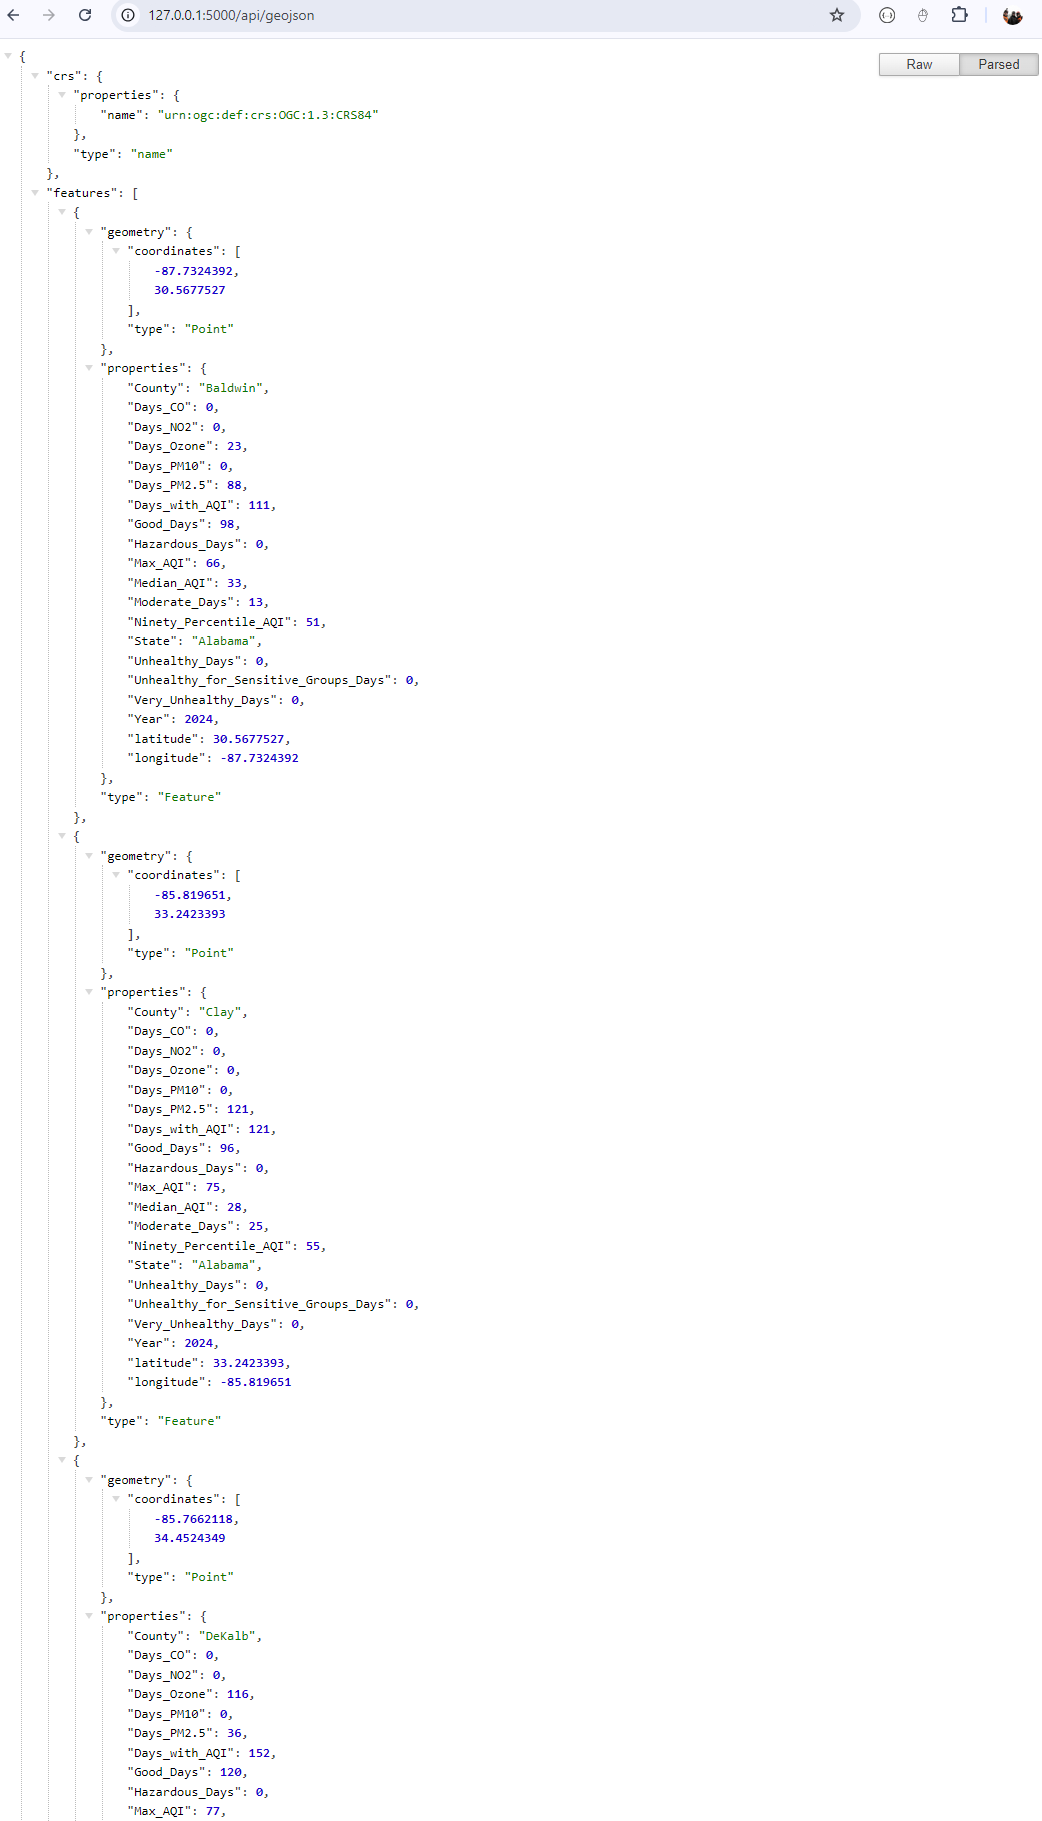 127.0.0.1:5000/api/geojson
Raw Parsed
{
"crs": {
"properties": {
"name": "urn:ogc:def:crs:OGC:1.3:CRS84"
},
"type": "name"
},
"features": [
{
"geometry": {
"coordinates": [
-87.7324392,
30.5677527
],
"type": "Point"
},
"properties": {
"County": "Baldwin",
"Days_CO": 0,
"Days_NO2": 0,
"Days_Ozone": 23,
"Days_PM10": 0,
"Days_PM2.5": 88,
"Days_with_AQI": 111,
"Good_Days": 98,
"Hazardous_Days": 0,
"Max_AQI": 66,
"Median_AQI": 33,
"Moderate_Days": 13,
"Ninety_Percentile_AQI": 51,
"State": "Alabama",
"Unhealthy_Days": 0,
"Unhealthy_for_Sensitive_Groups_Days": 0,
"Very_Unhealthy_Days": 0,
"Year": 2024,
"latitude": 30.5677527,
"longitude": -87.7324392
},
"type": "Feature"
},
{
"geometry": {
"coordinates": [
-85.819651,
33.2423393
],
"type": "Point"
},
"properties": {
"County": "Clay",
"Days_CO": 0,
"Days_NO2": 0,
"Days_Ozone": 0,
"Days_PM10": 0,
"Days_PM2.5": 121,
"Days_with_AQI": 121,
"Good_Days": 96,
"Hazardous_Days": 0,
"Max_AQI": 75,
"Median_AQI": 28,
"Moderate_Days": 25,
"Ninety_Percentile_AQI": 55,
"State": "Alabama",
"Unhealthy_Days": 0,
"Unhealthy_for_Sensitive_Groups_Days": 0,
"Very_Unhealthy_Days": 0,
"Year": 2024,
"latitude": 33.2423393,
"longitude": -85.819651
},
"type": "Feature"
},
{
"geometry": {
"coordinates": [
-85.7662118,
34.4524349
],
"type": "Point"
},
"properties": {
"County": "DeKalb",
"Days_CO": 0,
"Days_NO2": 0,
"Days_Ozone": 116,
"Days_PM10": 0,
"Days_PM2.5": 36,
"Days_with_AQI": 152,
"Good_Days": 120,
"Hazardous_Days": 0,
"Max_AQI": 77,